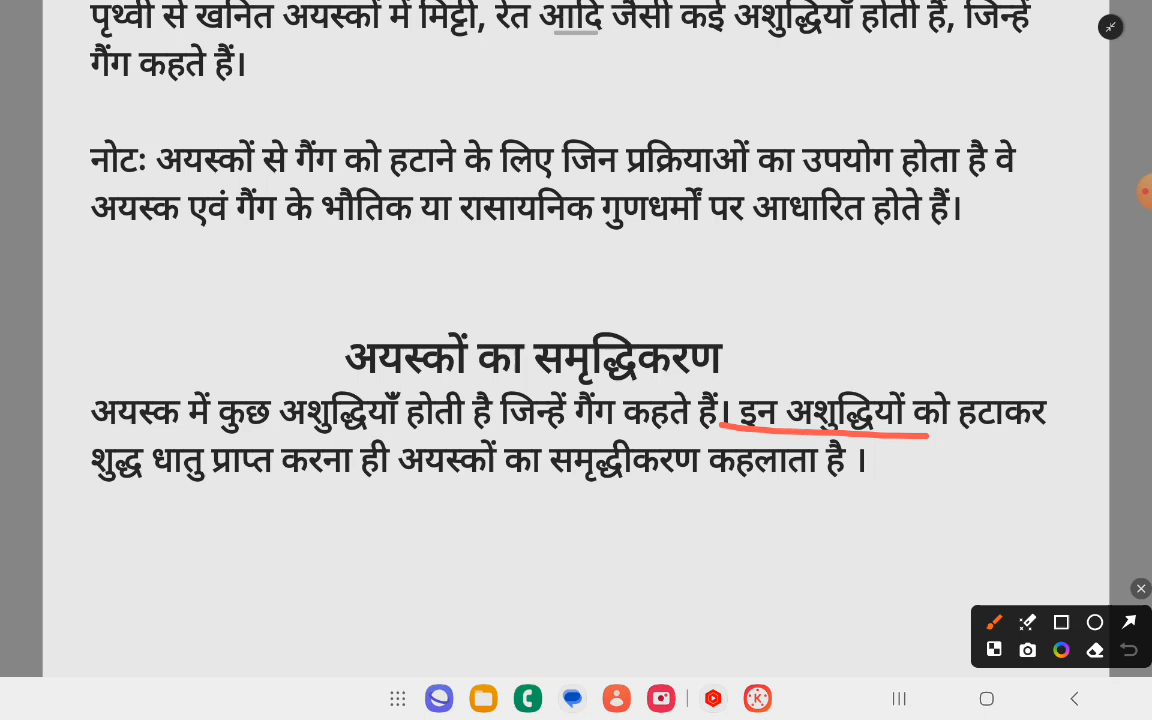 पृथ्वी से खनित अयस्कों में मिट्टी, रेत आदि जैसी कई अशुद्धियाँ होती हैं, जिन्हें
गैंग कहते हैं।
नोटः अयस्कों से गैंग को हटाने के लिए जिन प्रक्रियाओं का उपयोग होता है वे
अयस्क एवं गैंग के भौतिक या रासायनिक गुणधर्मों पर आधारित होते हैं।
अयस्कों का समृद्धिकरण
अयस्क में कुछ अशुद्धियाँ होती है जिन्हें गैंग कहते हैं। इन अशुद्धियों को हटाकर
शुद्ध धातु प्राप्त करना ही अयस्कों का समृद्धीकरण कहलाता है ।